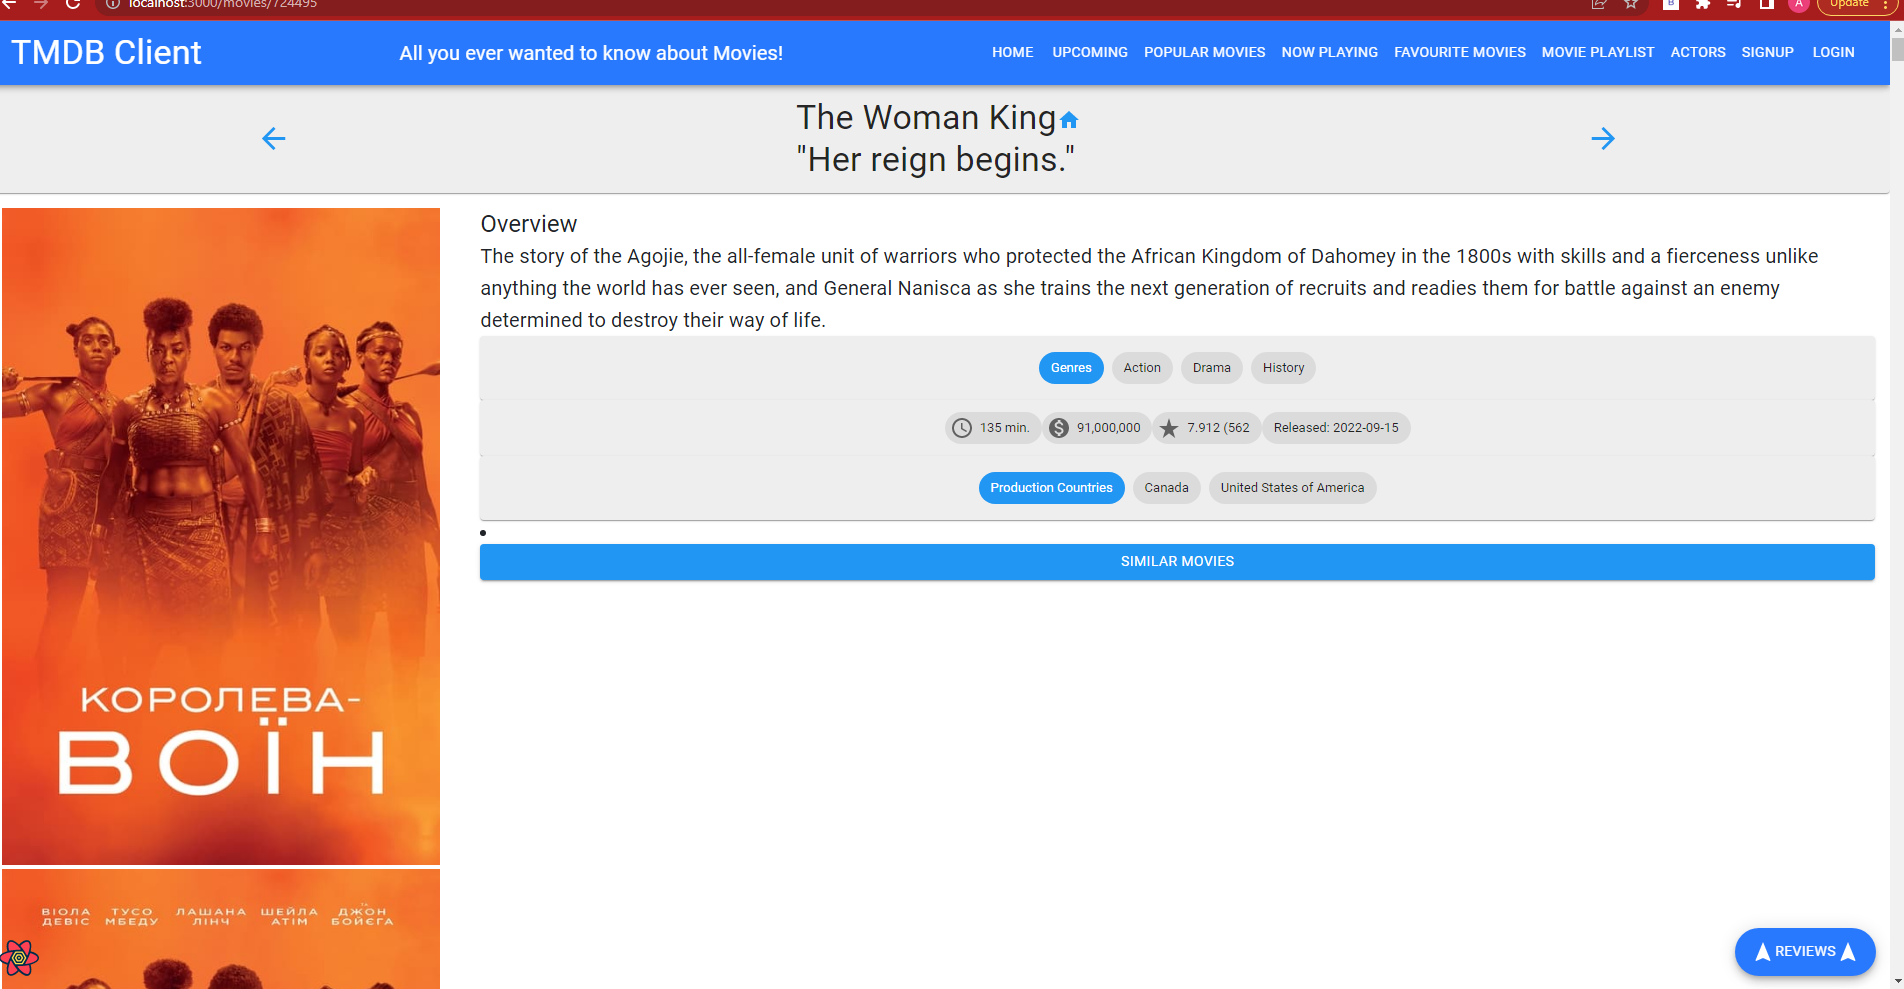 localhost:3000/movies/724495
Update
A
B
TMDB Client
All you ever wanted to know about Movies!
HOME UPCOMING POPULAR MOVIES NOW PLAYING FAVOURITE MOVIES MOVIE PLAYLIST ACTORS SIGNUP LOGIN
The Woman King
"Her reign begins."
Overview
The story of the Agojie, the all-female unit of warriors who protected the African Kingdom of Dahomey in the 1800s with skills and a fierceness unlike
anything the world has ever seen, and General Nanisca as she trains the next generation of recruits and readies them for battle against an enemy
determined to destroy their way of life.
Genres Action Drama History
135 min. 91,000,000 7.912 (562 Released: 2022-09-15
Production Countries Canada United States of America
SIMILAR MOVIES
КОРОЛЕВА-
ВОЇН
ВІОЛА ТУСО ЛАШАНА ШЕЙЛА ТА ДЖОН
ДЕВІС МБЕДУ ЛІНЧ АТІМ БОЙЄГА
REVIEWS